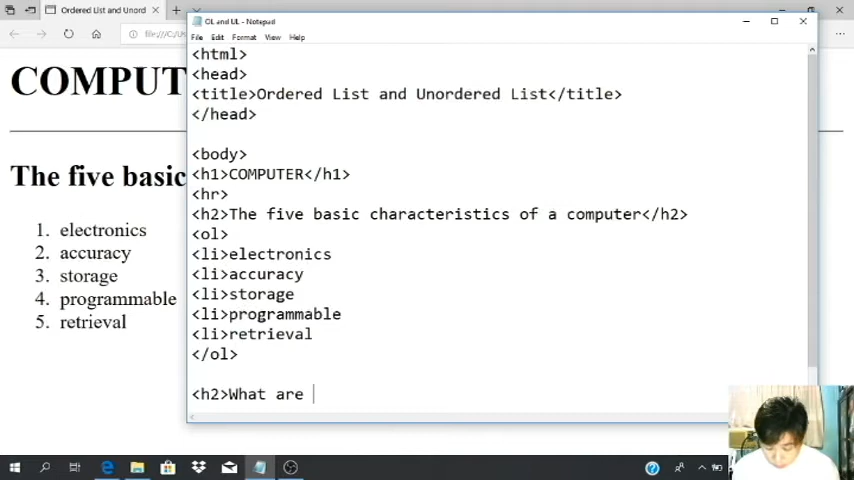 Ordered List and Unord
OL and UL - Notepad
File Edit Format View Help
file:///C:/Us
<html>
<head>
<title>Ordered List and Unordered List</title>
</head>
<body>
<h1>COMPUTER</h1>
<hr>
<h2>The five basic characteristics of a computer</h2>
<ol>
<li>electronics
<li>accuracy
<li>storage
<li>programmable
<li>retrieval
</ol>
<h2>What are
COMPUT
The five basic
1. electronics
2. accuracy
3. storage
4. programmable
5. retrieval